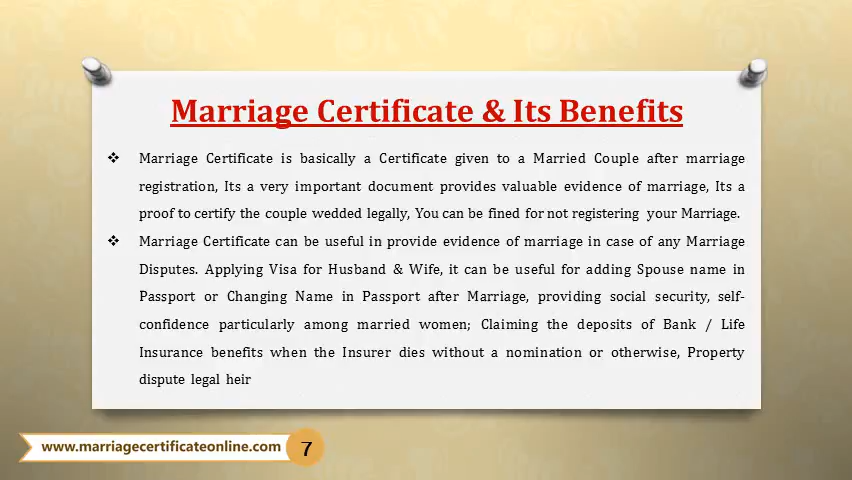 Marriage Certificate & Its Benefits
❖ Marriage Certificate is basically a Certificate given to a Married Couple after marriage
registration, Its a very important document provides valuable evidence of marriage, Its a
proof to certify the couple wedded legally, You can be fined for not registering your Marriage.
❖ Marriage Certificate can be useful in provide evidence of marriage in case of any Marriage
Disputes. Applying Visa for Husband & Wife, it can be useful for adding Spouse name in
Passport or Changing Name in Passport after Marriage, providing social security, self-
confidence particularly among married women; Claiming the deposits of Bank / Life
Insurance benefits when the Insurer dies without a nomination or otherwise, Property
dispute legal heir
www.marriagecertificateonline.com 7